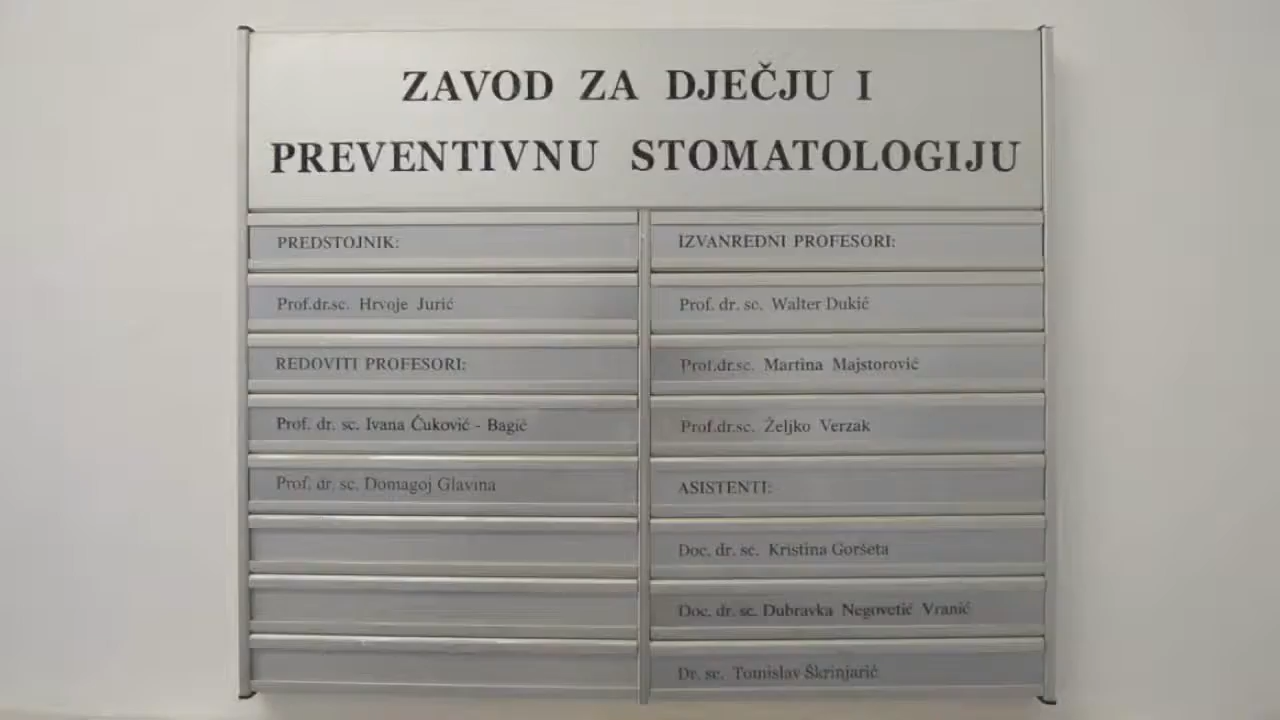 ZAVOD ZA DJEČJU I
PREVENTIVNU STOMATOLOGIJU
PREDSTOJNIK:
Prof.dr.sc. Hrvoje Jurić
REDOVITI PROFESORI:
Prof. dr. sc. Ivana Čuković - Bagić
Prof. dr. sc. Domagoj Glavina
IZVANREDNI PROFESORI:
Prof. dr. sc. Walter Dukić
Prof.dr.sc. Martina Majstorović
Prof.dr.sc. Željko Verzak
ASISTENTI:
Doc. dr. sc. Kristina Goršeta
Doc. dr. sc. Dubravka Negovetić Vranić
Dr. sc. Tomislav Škrinjarić